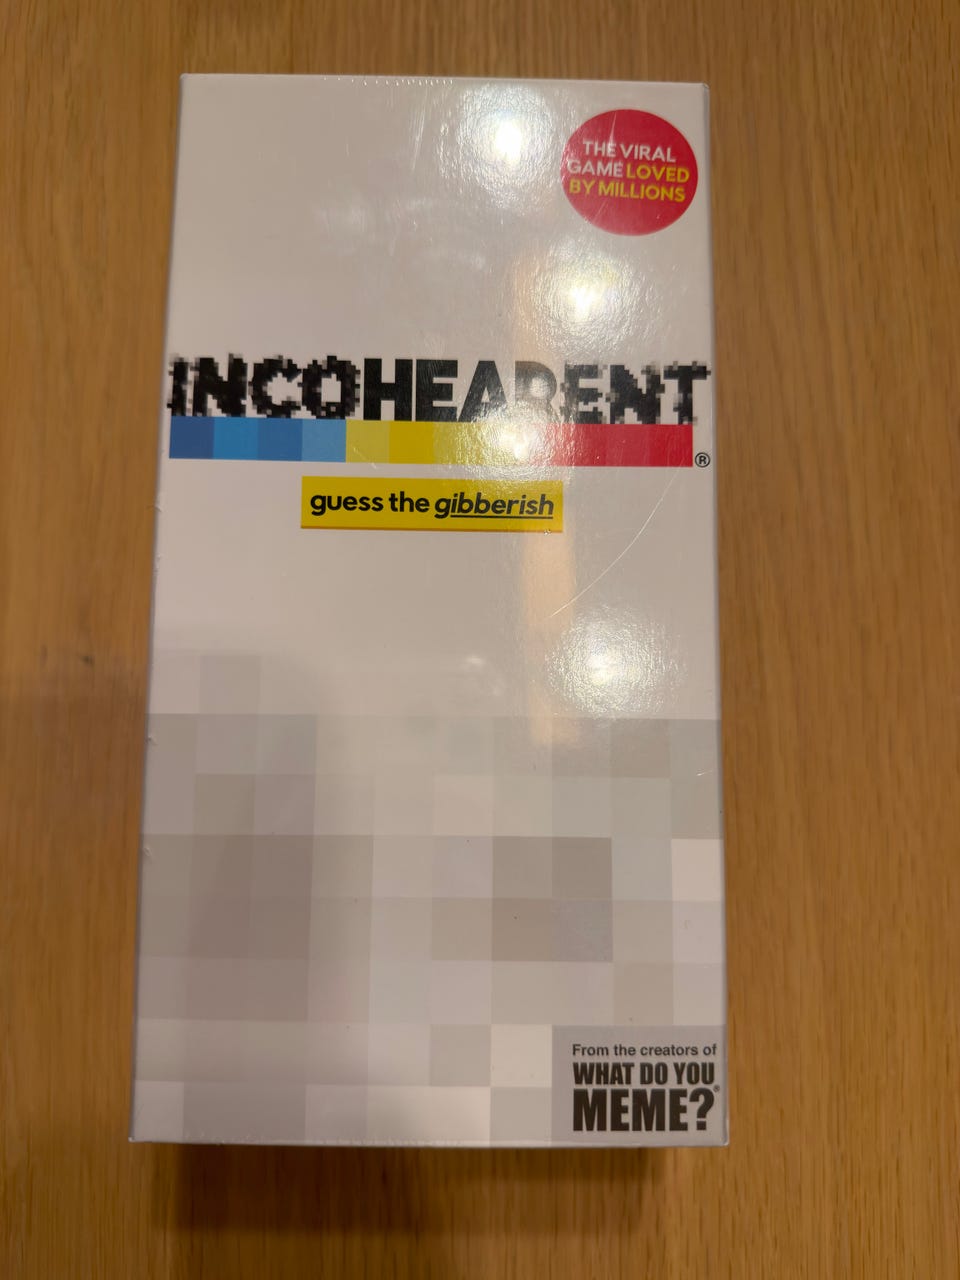 THE VIRAL
GAME LOVED
BY MILLIONS
INCOHEARENT
®
guess the gibberish
From the creators of
WHAT DO YOU
MEME?®